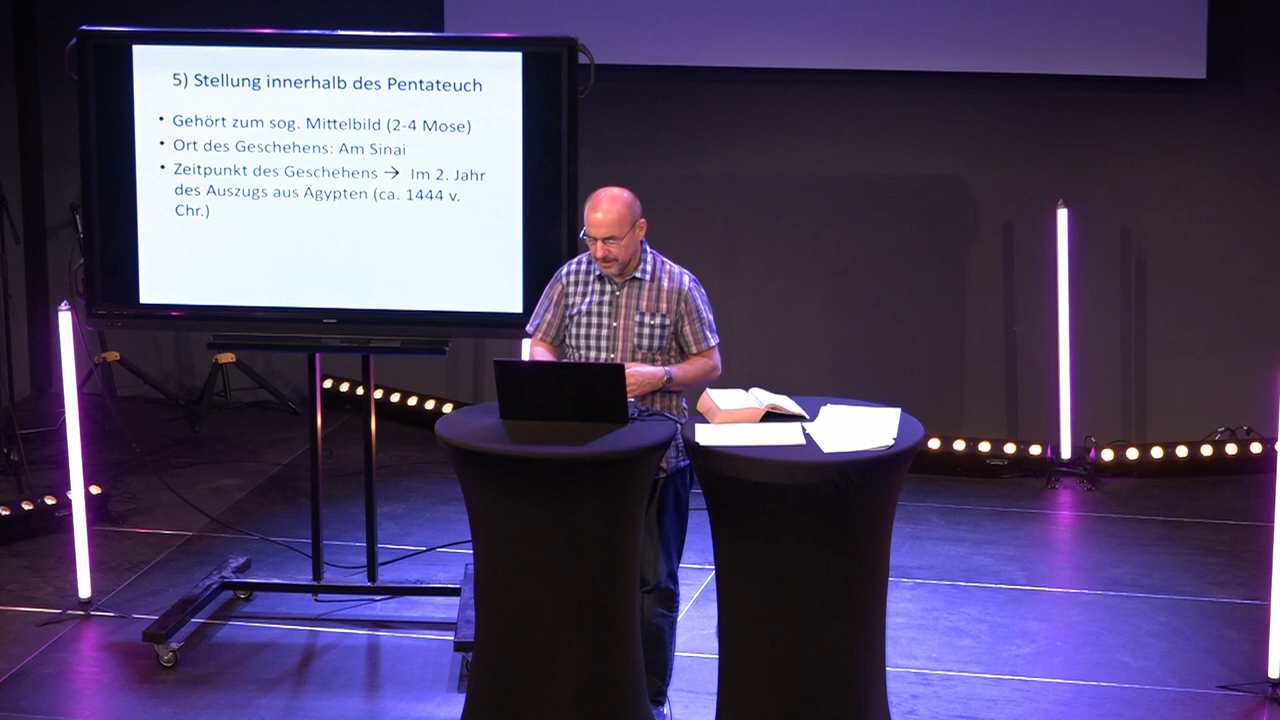 5) Stellung innerhalb des Pentateuch
• Gehört zum sog. Mittelbild (2-4 Mose)
• Ort des Geschehens: Am Sinai
• Zeitpunkt des Geschehens → Im 2. Jahr
des Auszugs aus Ägypten (ca. 1444 v.
Chr.)